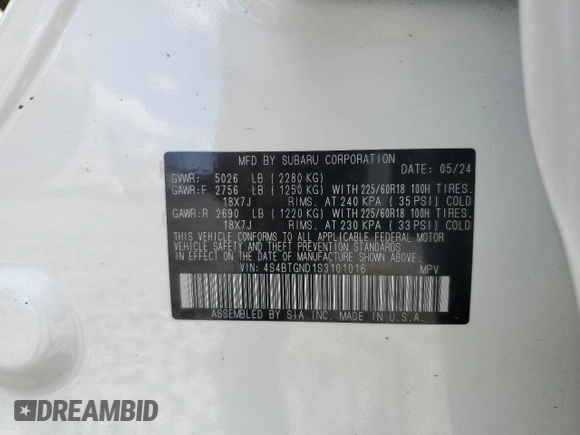 MFD BY SUBARU CORPORATION
DATE: 05/24
GVWR: 5026 LB ( 2280 KG)
GAWR:F 2756 LB ( 1250 KG) WITH 225/60R18 100H TIRES.
18X7J RIMS. AT 240 KPA ( 35 PSI) COLD
GAWR:R 2690 LB ( 1220 KG) WITH 225/60R18 100H TIRES.
18X7J RIMS. AT 230 KPA ( 33 PSI) COLD
THIS VEHICLE CONFORMS TO ALL APPLICABLE FEDERAL MOTOR
VEHICLE SAFETY AND THEFT PREVENTION STANDARDS
IN EFFECT ON THE DATE OF MANUFACTURE SHOWN ABOVE.
VIN: 4S4BTGND1S3101016 MPV
ASSEMBLED BY SIA INC. MADE IN U.S.A.
DREAMBID